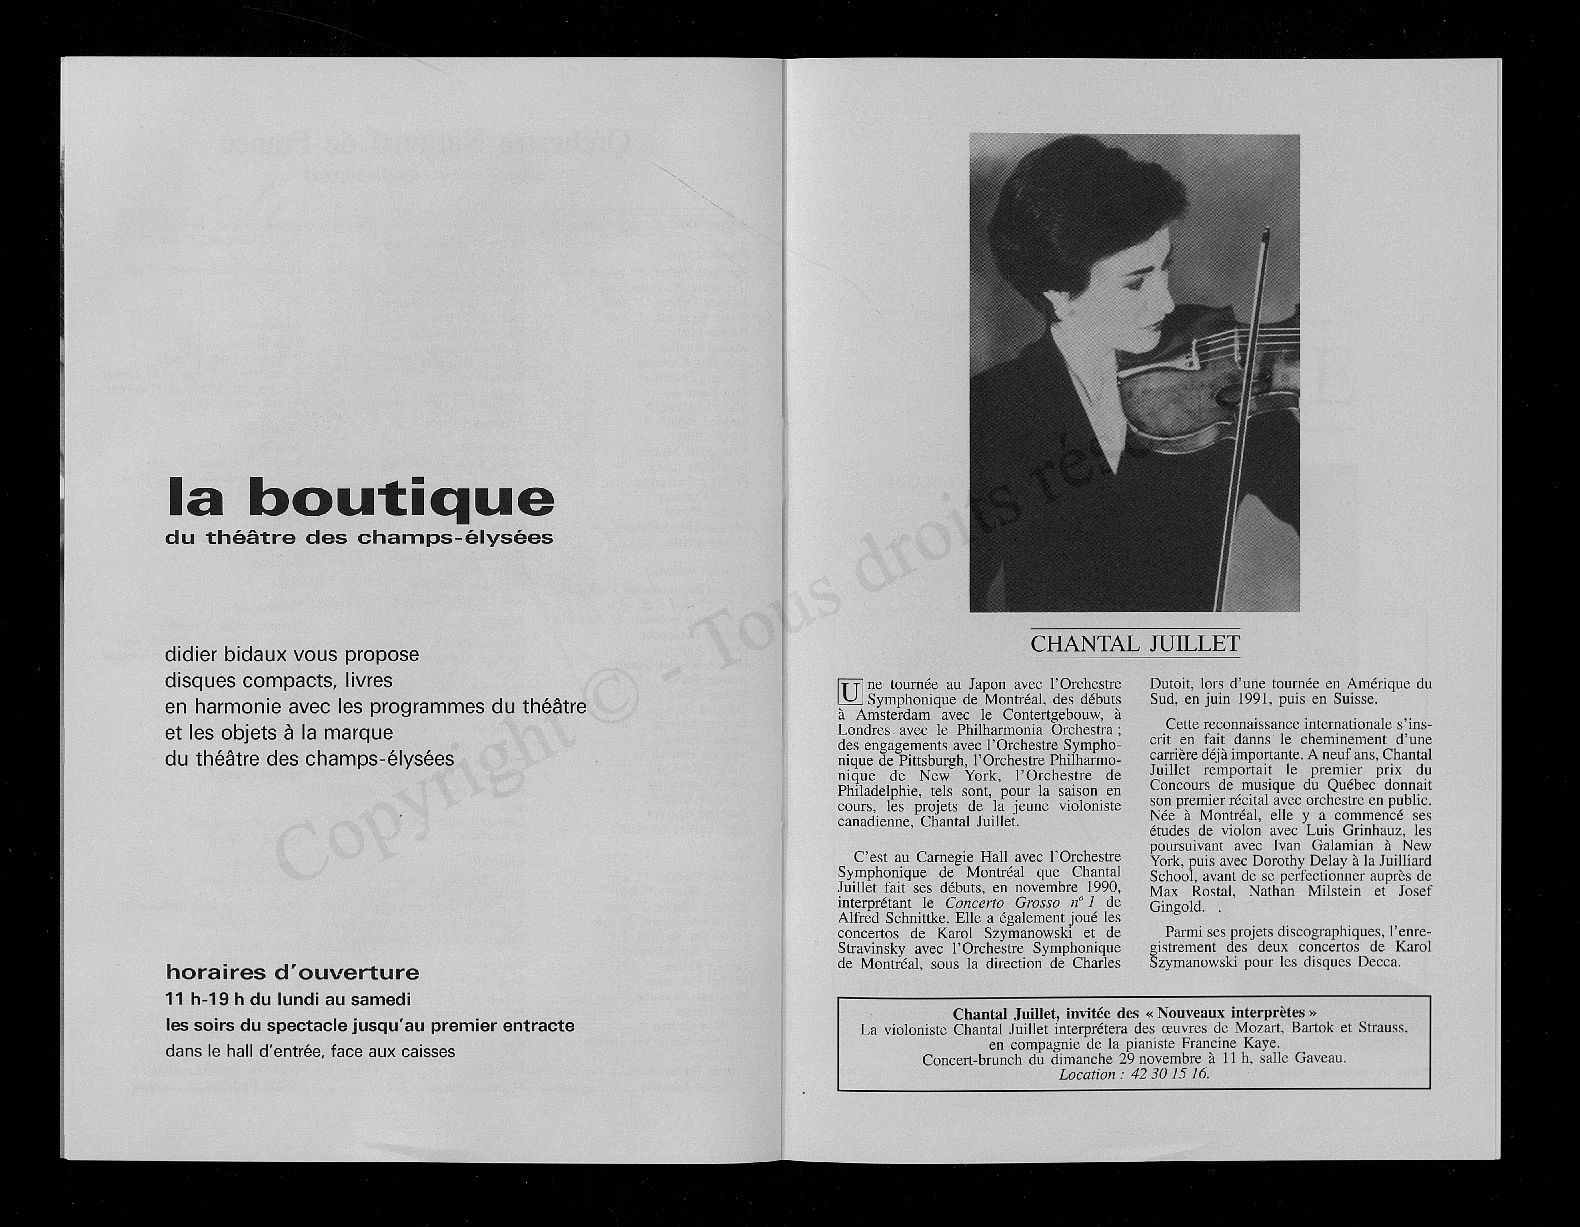 la boutique
du théâtre des champs-élysées
didier bidaux vous propose
disques compacts, livres
en harmonie avec les programmes du théâtre
et les objets à la marque
du théâtre des champs-élysées
horaires d'ouverture
11 h-19 h du lundi au samedi
les soirs du spectacle jusqu'au premier entracte
dans le hall d'entrée, face aux caisses
Copyright © - Tous droits rés
CHANTAL JUILLET
Une tournée au Japon avec l'Orchestre
Symphonique de Montréal, des débuts
à Amsterdam avec le Contertgebouw, à
Londres avec le Philharmonia Orchestra ;
des engagements avec l'Orchestre Sympho-
nique de Pittsburgh, l'Orchestre Philharmo-
nique de New York, l'Orchestre de
Philadelphie, tels sont, pour la saison en
cours, les projets de la jeune violoniste
canadienne, Chantal Juillet.
C'est au Carnegie Hall avec l'Orchestre
Symphonique de Montréal que Chantal
Juillet fait ses débuts, en novembre 1990,
interprétant le Concerto Grosso n° 1 de
Alfred Schnittke. Elle a également joué les
concertos de Karol Szymanowski et de
Stravinsky avec l'Orchestre Symphonique
de Montréal, sous la direction de Charles
Dutoit, lors d'une tournée en Amérique du
Sud, en juin 1991, puis en Suisse.
Cette reconnaissance internationale s'ins-
crit en fait danns le cheminement d'une
carrière déjà importante. A neuf ans, Chantal
Juillet remportait le premier prix du
Concours de musique du Québec donnait
son premier récital avec orchestre en public.
Née à Montréal, elle y a commencé ses
études de violon avec Luis Grinhauz, les
poursuivant avec Ivan Galamian à New
York, puis avec Dorothy Delay à la Juilliard
School, avant de se perfectionner auprès de
Max Rostal, Nathan Milstein et Josef
Gingold.
Parmi ses projets discographiques, l'enre-
gistrement des deux concertos de Karol
Szymanowski pour les disques Decca.
Chantal Juillet, invitée des « Nouveaux interprètes »
La violoniste Chantal Juillet interprétera des œuvres de Mozart, Bartok et Strauss,
en compagnie de la pianiste Francine Kaye.
Concert-brunch du dimanche 29 novembre à 11 h, salle Gaveau.
Location : 42 30 15 16.